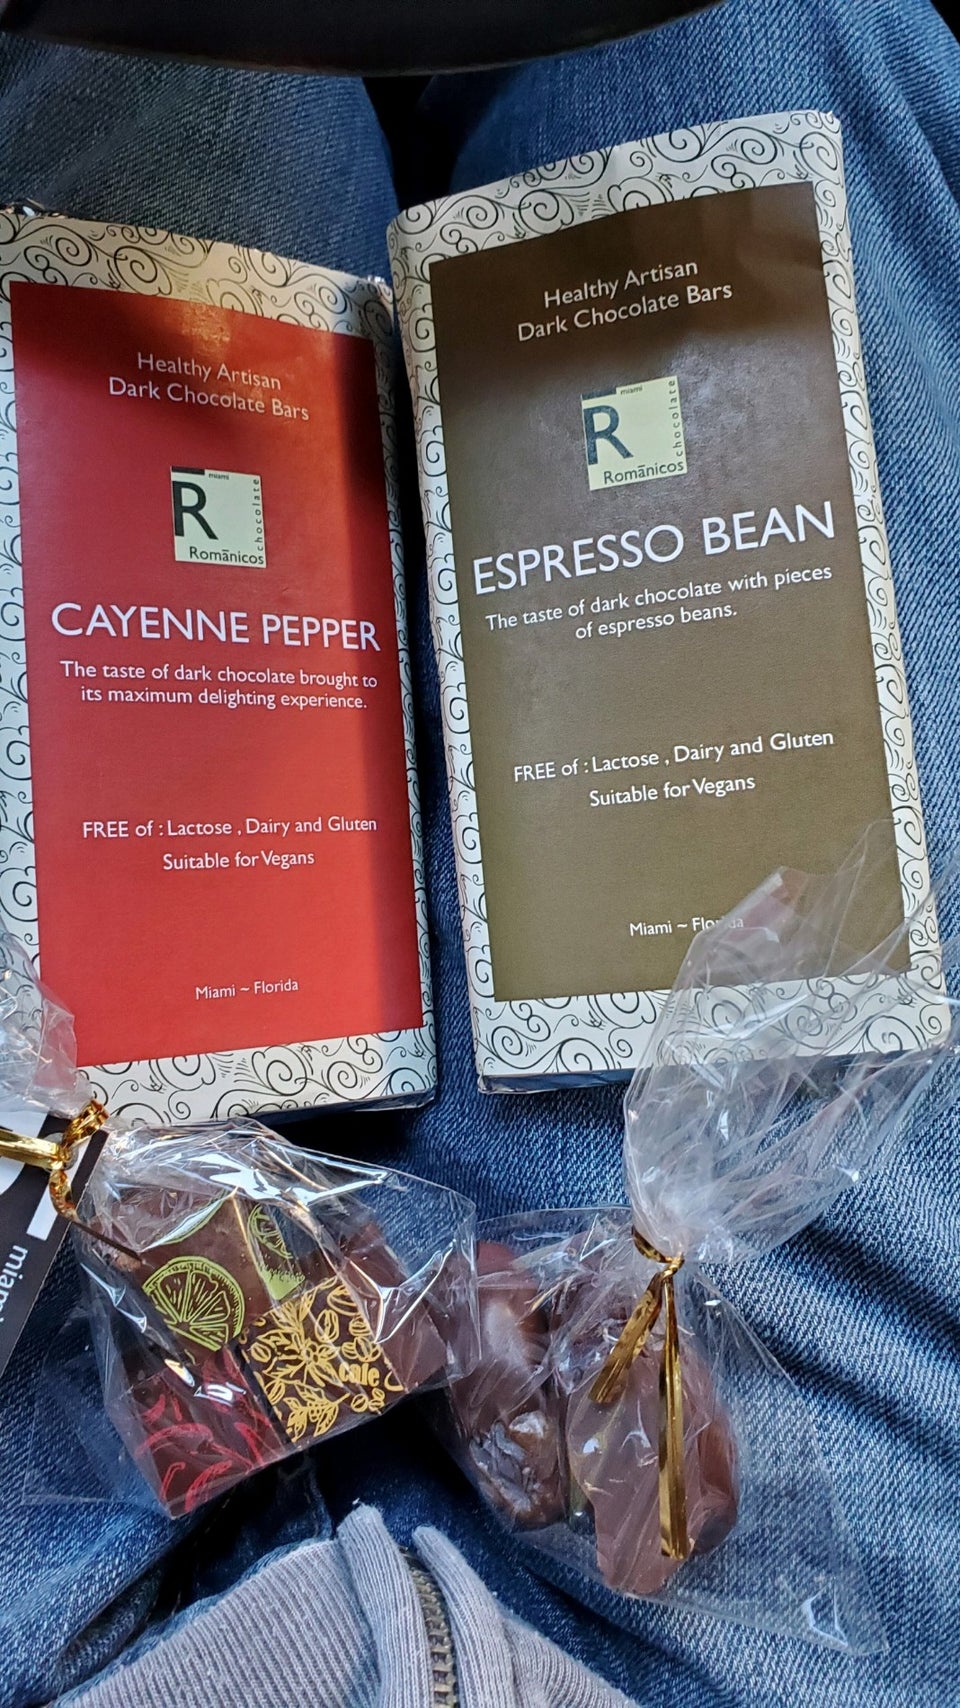 Healthy Artisan
Dark Chocolate Bars
miami
R
chocolate
Romānicos
CAYENNE PEPPER
The taste of dark chocolate brought to
its maximum delighting experience.
FREE of : Lactose , Dairy and Gluten
Suitable for Vegans
Miami ~ Florida
Healthy Artisan
Dark Chocolate Bars
miami
R
chocolate
Romānicos
ESPRESSO BEAN
The taste of dark chocolate with pieces
of espresso beans.
FREE of : Lactose , Dairy and Gluten
Suitable for Vegans
Miami ~ Florida
miami
cafe